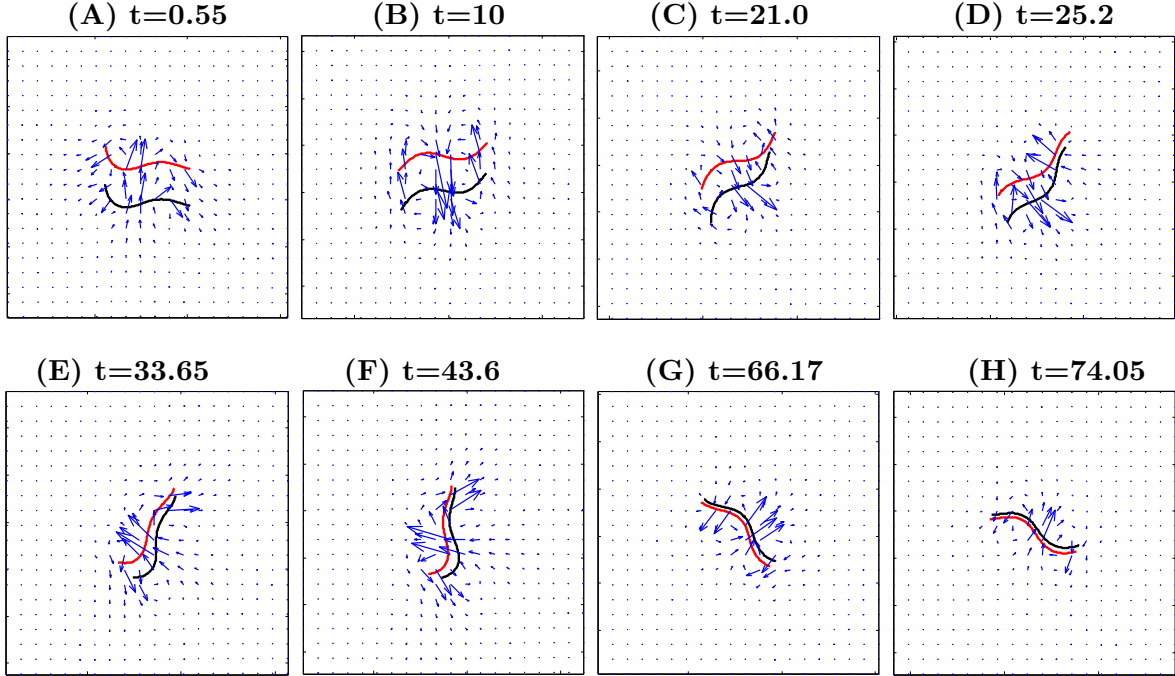 (A) t=0.55
(B) t=10
(C) t=21.0
(D) t=25.2
(E) t=33.65
(F) t=43.6
(G) t=66.17
(H) t=74.05